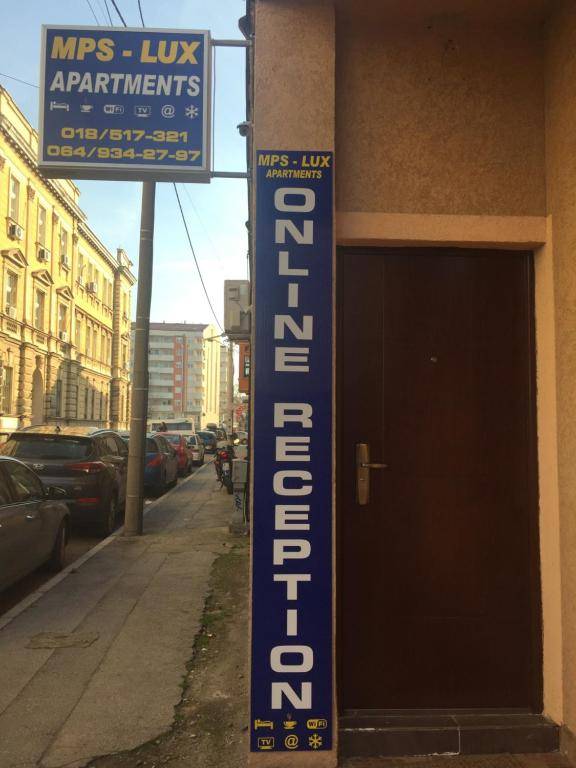 MPS - LUX
APARTMENTS
WiFi TV @
018/517-321
064/934-27-97
MPS - LUX
APARTMENTS
ONLINE RECEPTION
WiFi
TV @